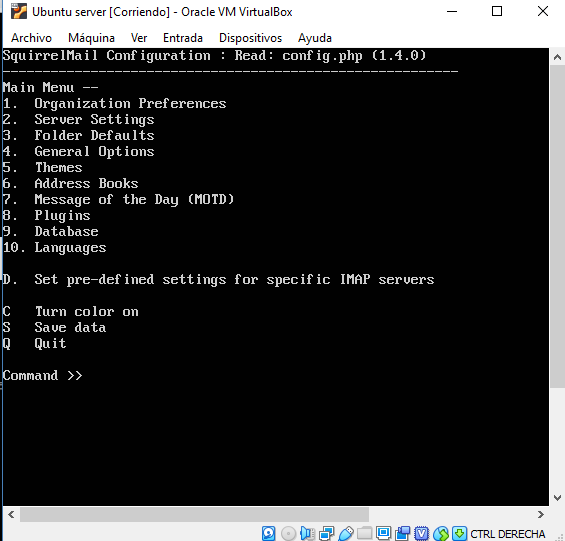 Ubuntu server [Corriendo] - Oracle VM VirtualBox
Archivo Máquina Ver Entrada Dispositivos Ayuda
SquirrelMail Configuration : Read: config.php (1.4.0)
---------------------------------------------------------
Main Menu --
1.  Organization Preferences
2.  Server Settings
3.  Folder Defaults
4.  General Options
5.  Themes
6.  Address Books
7.  Message of the Day (MOTD)
8.  Plugins
9.  Database
10. Languages
D.  Set pre-defined settings for specific IMAP servers
C   Turn color on
S   Save data
Q   Quit
Command >>
CTRL DERECHA